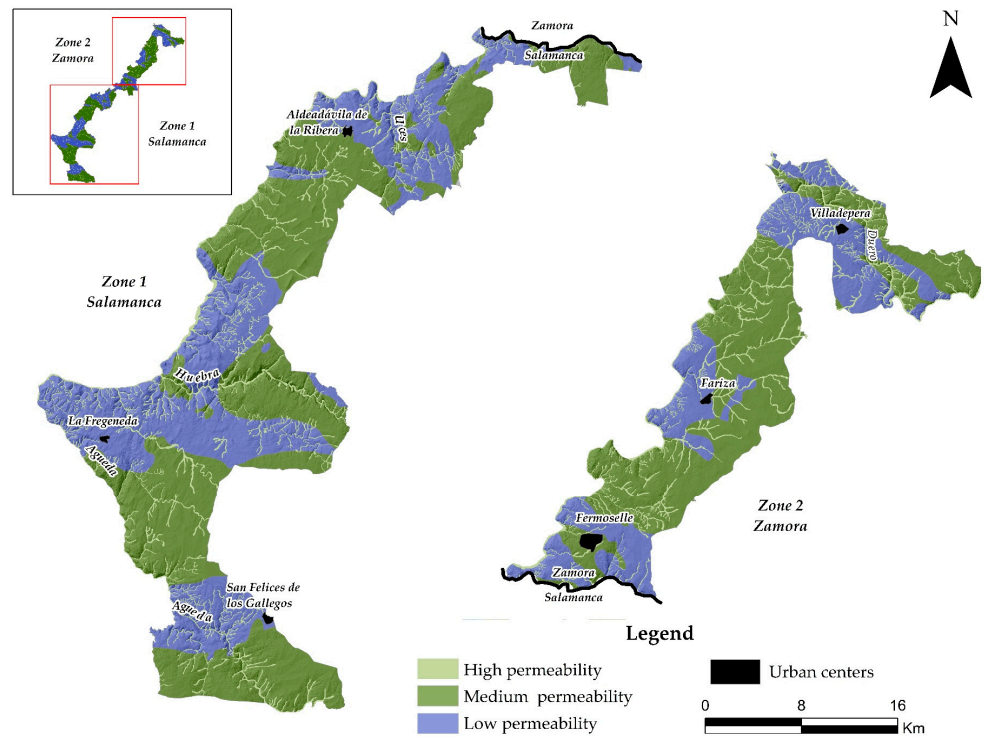 Zone 2
Zamora
Zone 1
Salamanca
Zamora
Salamanca
N
Aldeadávila de
la Ribera
Uces
Villadepera
Duero
Zone 1
Salamanca
Huebra
Fariza
La Fregeneda
Agueda
Zone 2
Zamora
Fermoselle
Zamora
Salamanca
San Felices de
los Gallegos
Agueda
Legend
High permeability
Medium permeability
Low permeability
Urban centers
0 8 16
Km